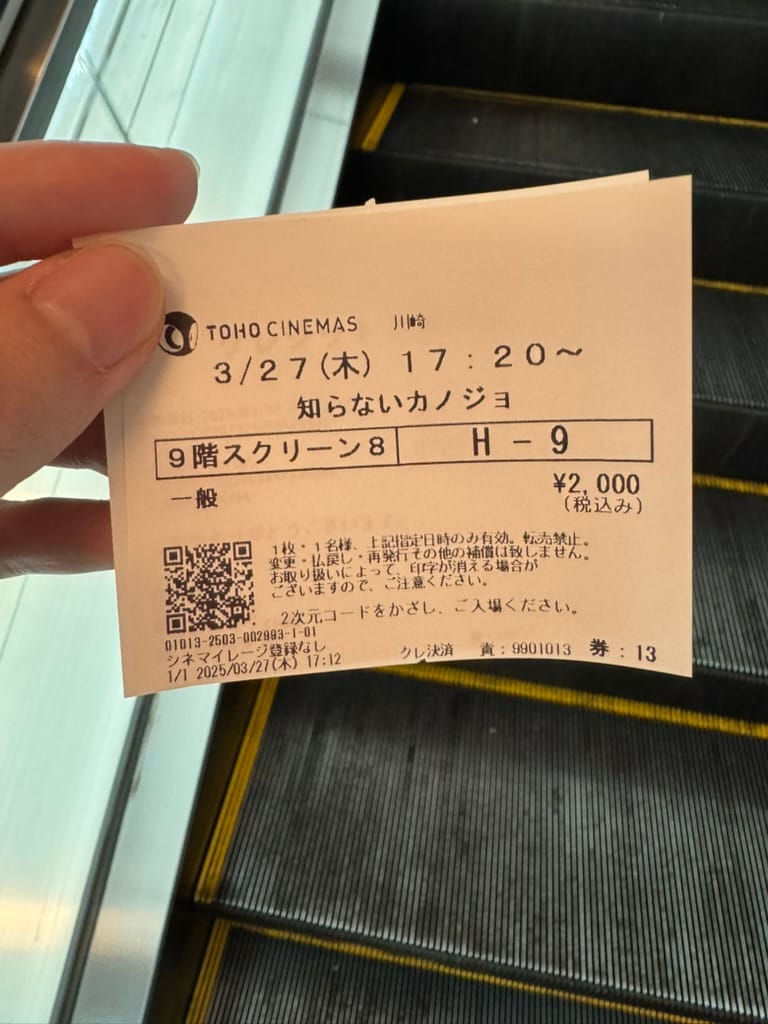 TOHO CINEMAS 川崎
3/27(木) 17:20～
知らないカノジョ
9階スクリーン8 H-9
一般 ¥2,000
(税込み)
1枚・1名様、上記指定日時のみ有効。転売禁止。
変更・払戻し・再発行その他の補償は致しません。
お取り扱いによって、印字が消える場合が
ございますので、ご注意ください。
2次元コードをかざし、ご入場ください。
01013-2503-002993-1-01
シネマイレージ登録なし
1/1 2025/03/27(木) 17:12 クレ決済 責:9901013 券:13